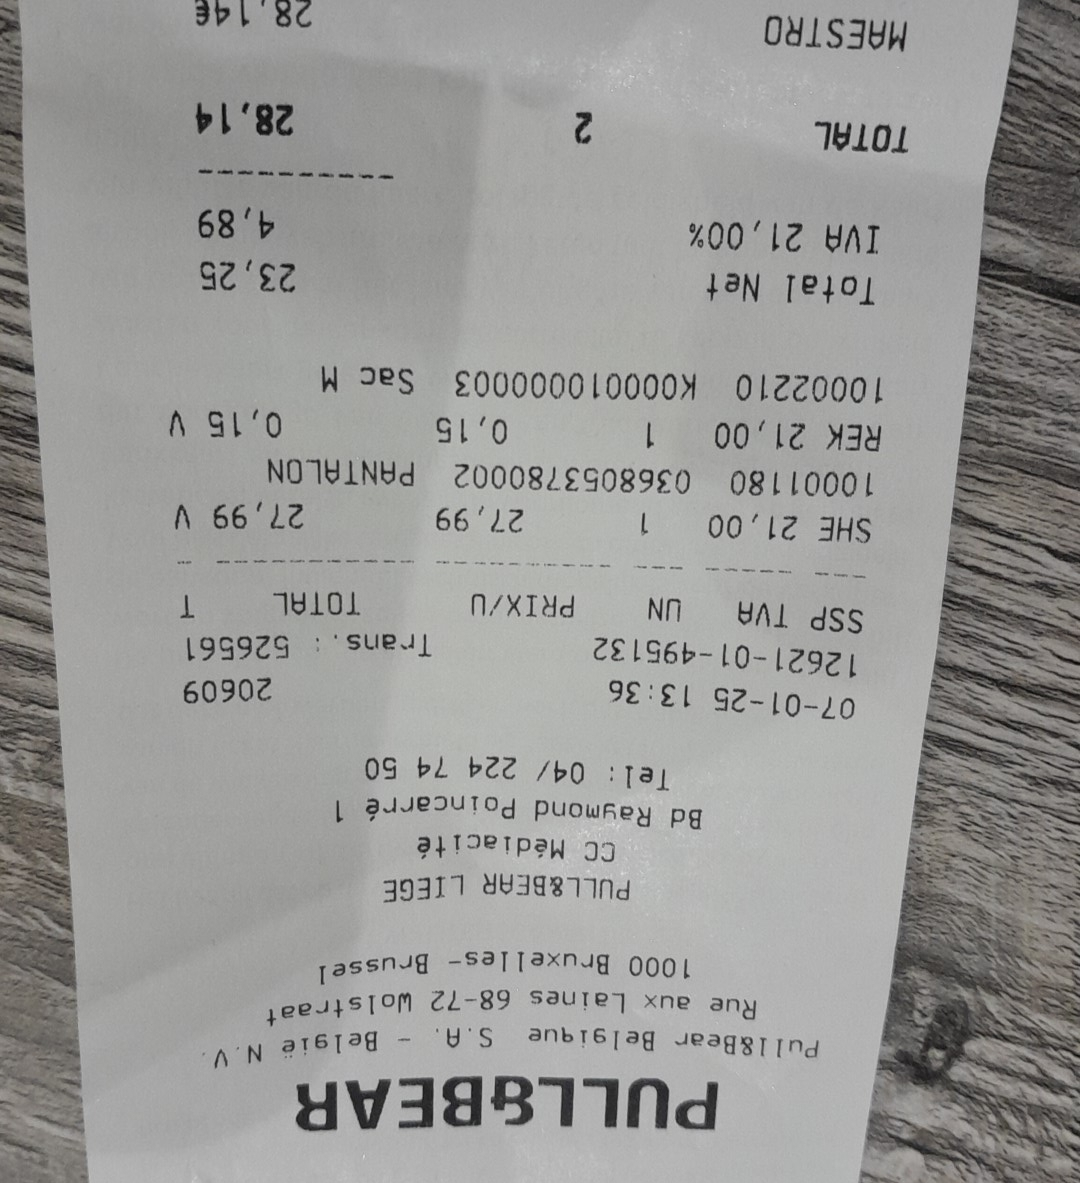 PULL&BEAR
Pull&Bear Belgique S.A. - België N.V.
Rue aux Laines 68-72 Wolstraat
1000 Bruxelles- Brussel
PULL&BEAR LIEGE
CC Médiacité
Bd Raymond Poincarré 1
Tel: 04/ 224 74 50
07-01-25 13:36 20609
12621-01-495132 Trans.: 526561
SSP TVA UN PRIX/U TOTAL T
SHE 21,00 1 27,99 27,99 V
10001180 0368053780002 PANTALON
REK 21,00 1 0,15 0,15 V
10002210 K0000100000003 Sac M
Total Net 23,25
IVA 21,00% 4,89
TOTAL 2 28,14
MAESTRO 28,14€